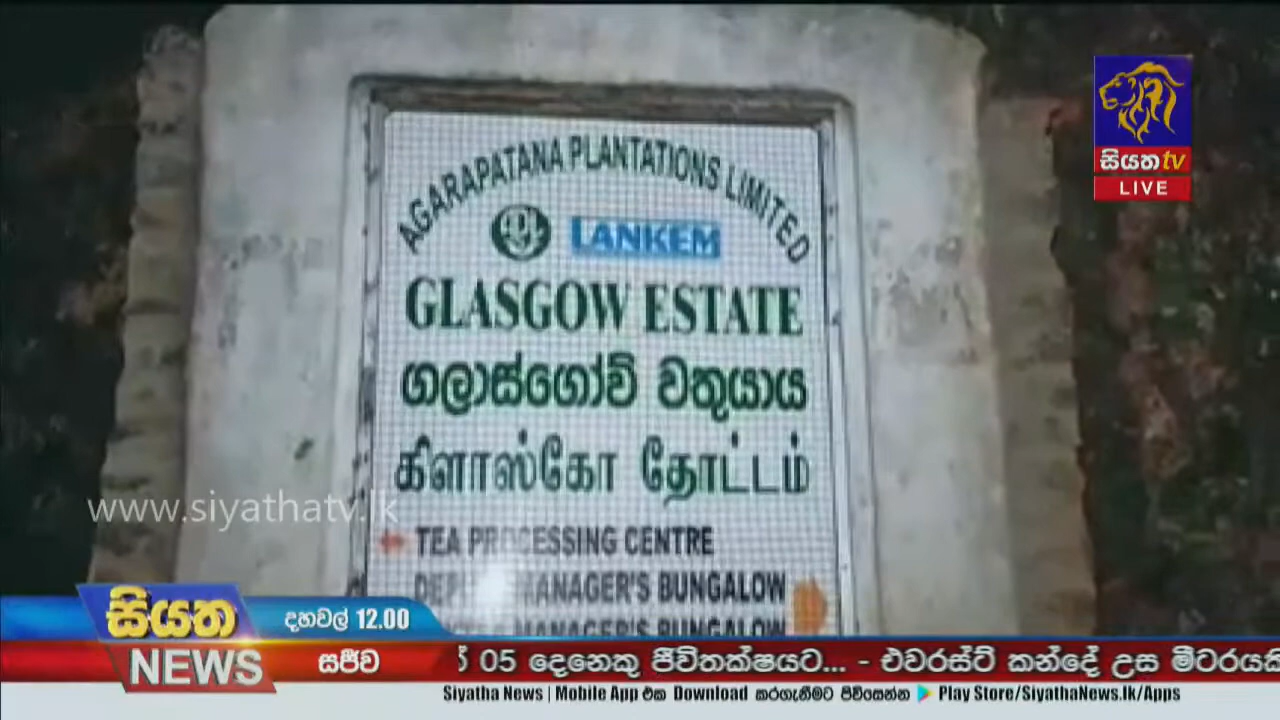 සියත tv
LIVE
AGARAPATANA PLANTATIONS LIMITED
LANKEM
GLASGOW ESTATE
ගලාස්ගෝව් වතුයාය
கிளாஸ்கோ தோட்டம்
www.siyathatv.lk
TEA PROCESSING CENTRE
MANAGER'S BUNGALOW
MANAGER'S BUNGALOW
සියත
දහවල් 12.00
NEWS
සජීව
05 දෙනෙකු ජීවිතක්ෂයට... - එවරස්ට් කන්දේ උස මීටරයකි
Siyatha News | Mobile App එක Download කරගැනීමට පිවිසෙන්න Play Store/SiyathaNews.lk/Apps